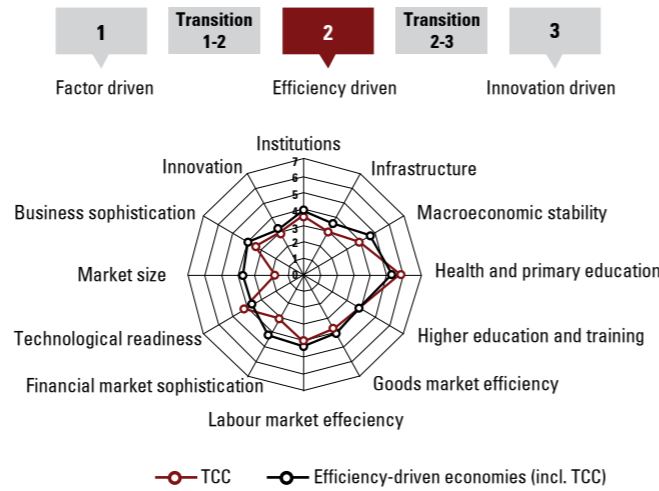 1
Transition
1-2
2
Transition
2-3
3
Factor driven
Efficiency driven
Innovation driven
Institutions
Innovation
Infrastructure
Business sophistication
Macroeconomic stability
Market size
Health and primary education
Technological readiness
Higher education and training
Financial market sophistication
Goods market efficiency
Labour market effeciency
7
6
5
4
3
2
1
0
TCC
Efficiency-driven economies (incl. TCC)